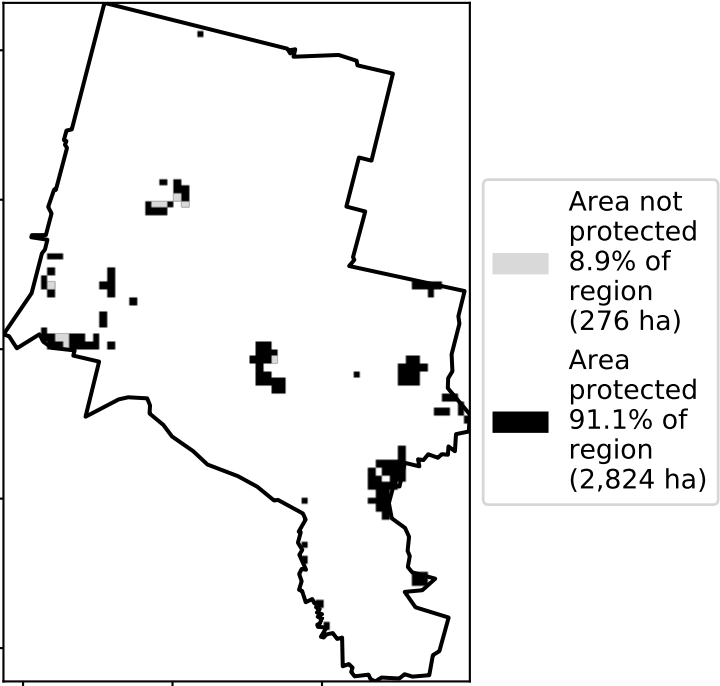 Area not
protected
8.9% of
region
(276 ha)
Area
protected
91.1% of
region
(2,824 ha)